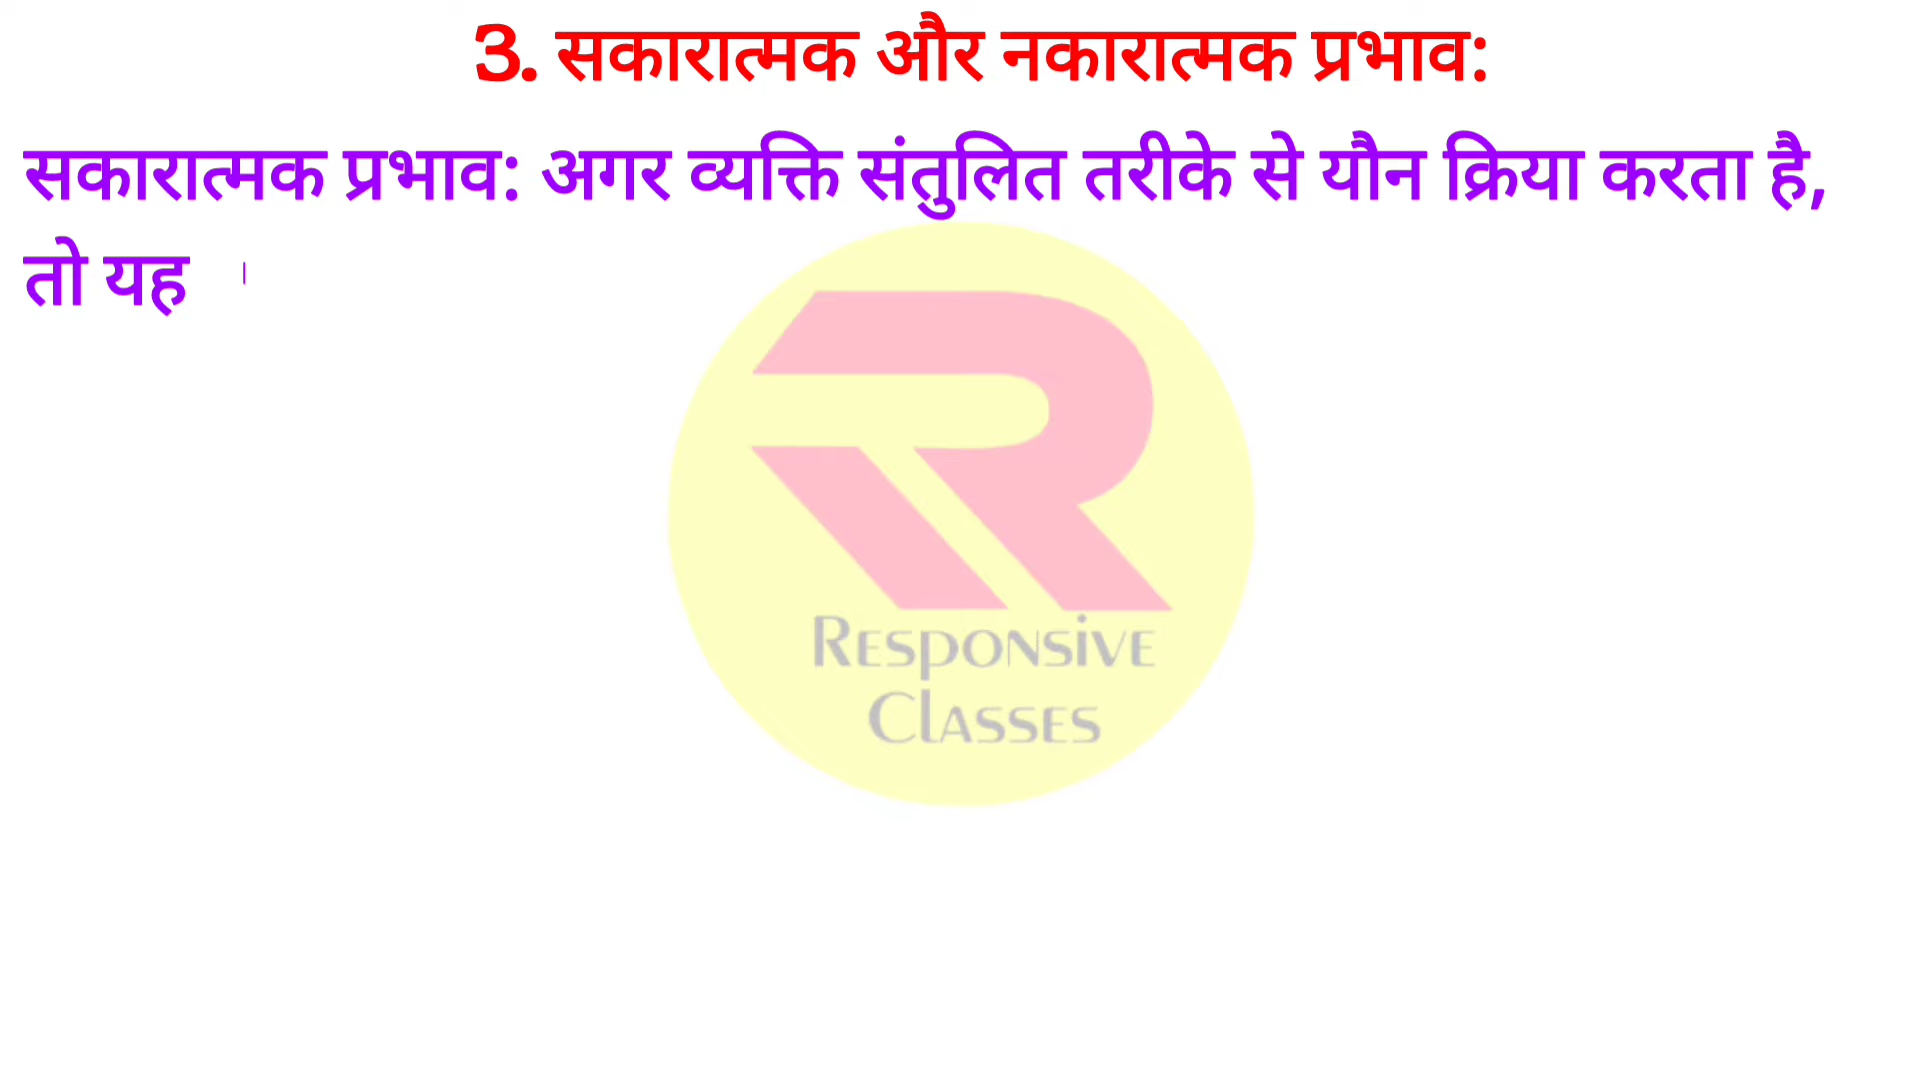 3. सकारात्मक और नकारात्मक प्रभाव:
सकारात्मक प्रभाव: अगर व्यक्ति संतुलित तरीके से यौन क्रिया करता है,
तो यह
RESPONSIVE
CLASSES